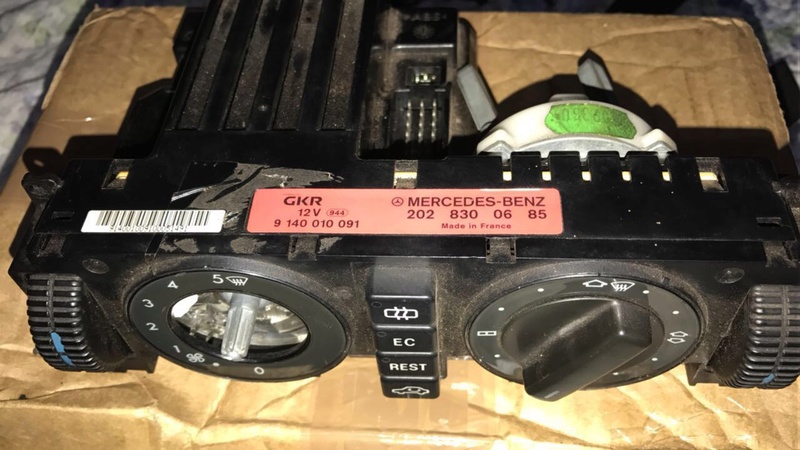 GKR
12V 944
9 140 010 091
MERCEDES-BENZ
202 830 06 85
Made in France
5
4
3
2
1
0
EC
REST